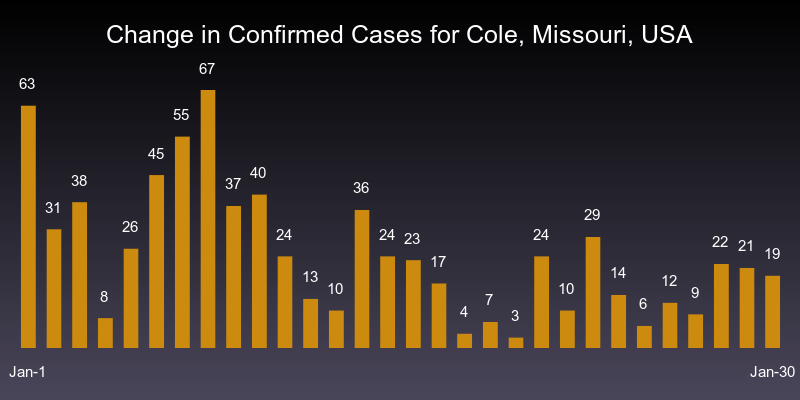 Change in Confirmed Cases for Cole, Missouri, USA
63 31 38 8 26 45 55 67 37 40 24 13 10 36 24 23 17 4 7 3 24 10 29 14 6 12 9 22 21 19
Jan-1 Jan-30